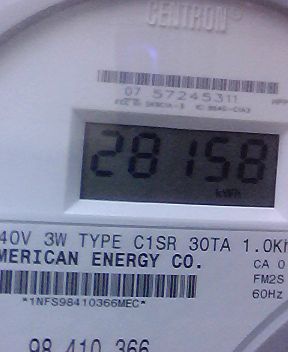 CENTRON®
07 57245311
28158
kWh
40V 3W TYPE C1SR 30TA 1.0Kh
MERICAN ENERGY CO.
CA 0
FM2S
60Hz
*1NFS98410366MEC*
98 410 366